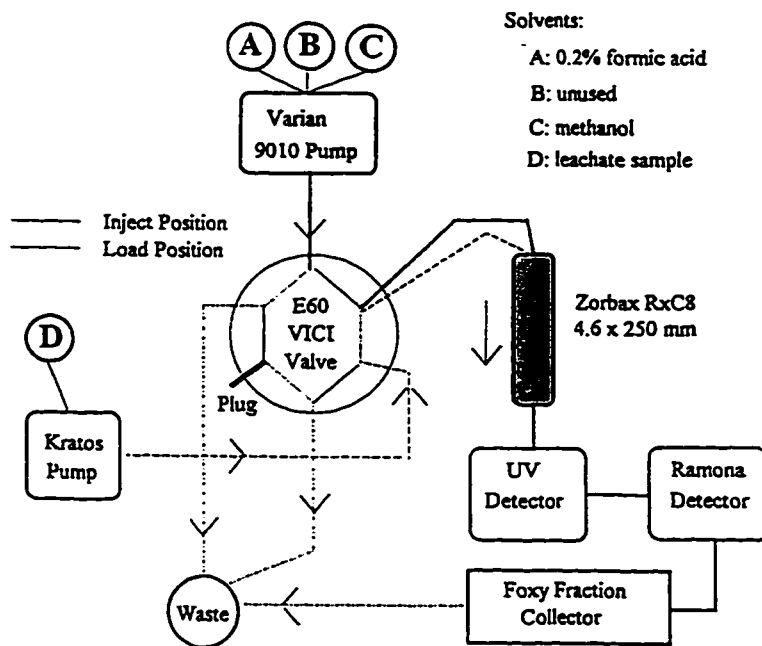 Solvents:
A: 0.2% formic acid
B: unused
C: methanol
D: leachate sample
A
B
C
Varian
9010 Pump
Inject Position
Load Position
E60
VICI
Valve
Zorbax RxC8
4.6 x 250 mm
D
Plug
Kratos
Pump
UV
Detector
Ramona
Detector
Foxy Fraction
Collector
Waste